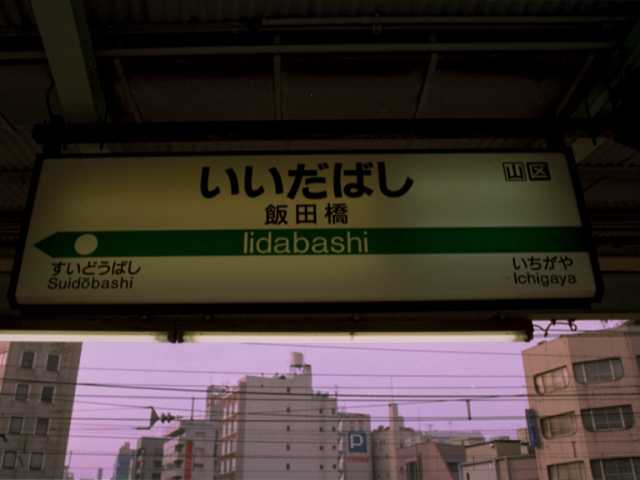 いいだばし
山 区
飯田橋
Iidabashi
すいどうばし
Suidōbashi
いちがや
Ichigaya
P